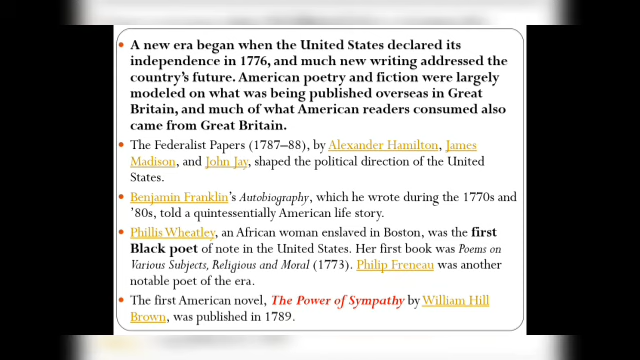 A new era began when the United States declared its
independence in 1776, and much new writing addressed the
country's future. American poetry and fiction were largely
modeled on what was being published overseas in Great
Britain, and much of what American readers consumed also
came from Great Britain.
The Federalist Papers (1787–88), by Alexander Hamilton, James
Madison, and John Jay, shaped the political direction of the United
States.
Benjamin Franklin's Autobiography, which he wrote during the 1770s and
'80s, told a quintessentially American life story.
Phillis Wheatley, an African woman enslaved in Boston, was the first
Black poet of note in the United States. Her first book was Poems on
Various Subjects, Religious and Moral (1773). Philip Freneau was another
notable poet of the era.
The first American novel, The Power of Sympathy by William Hill
Brown, was published in 1789.